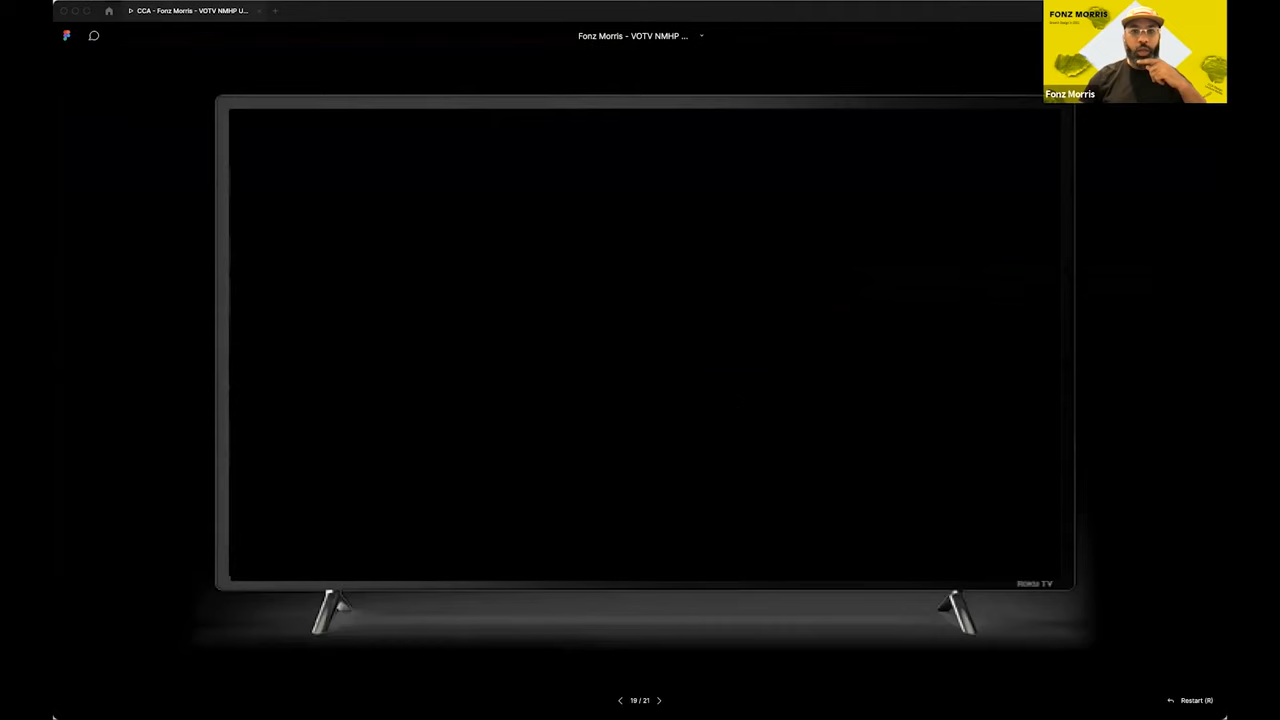 CCA - Fonz Morris - VOTV NMHP U...
Fonz Morris - VOTV NMHP ...
FONZ MORRIS
Fonz Morris
Roku TV
19 / 21
Restart (R)